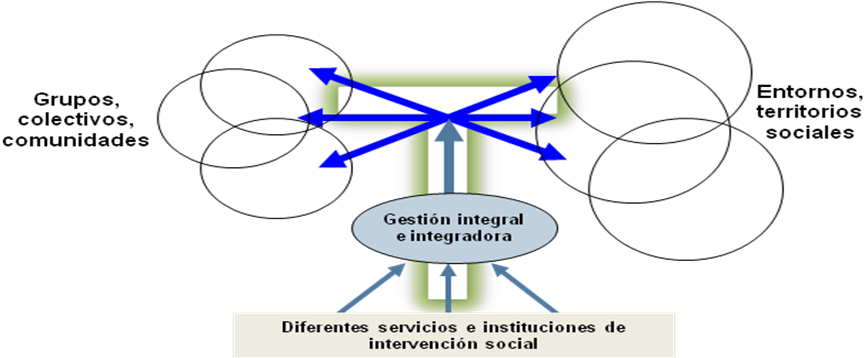 Grupos,
colectivos,
comunidades
Entornos,
territorios
sociales
Gestión integral
e integradora
Diferentes servicios e instituciones de
intervención social